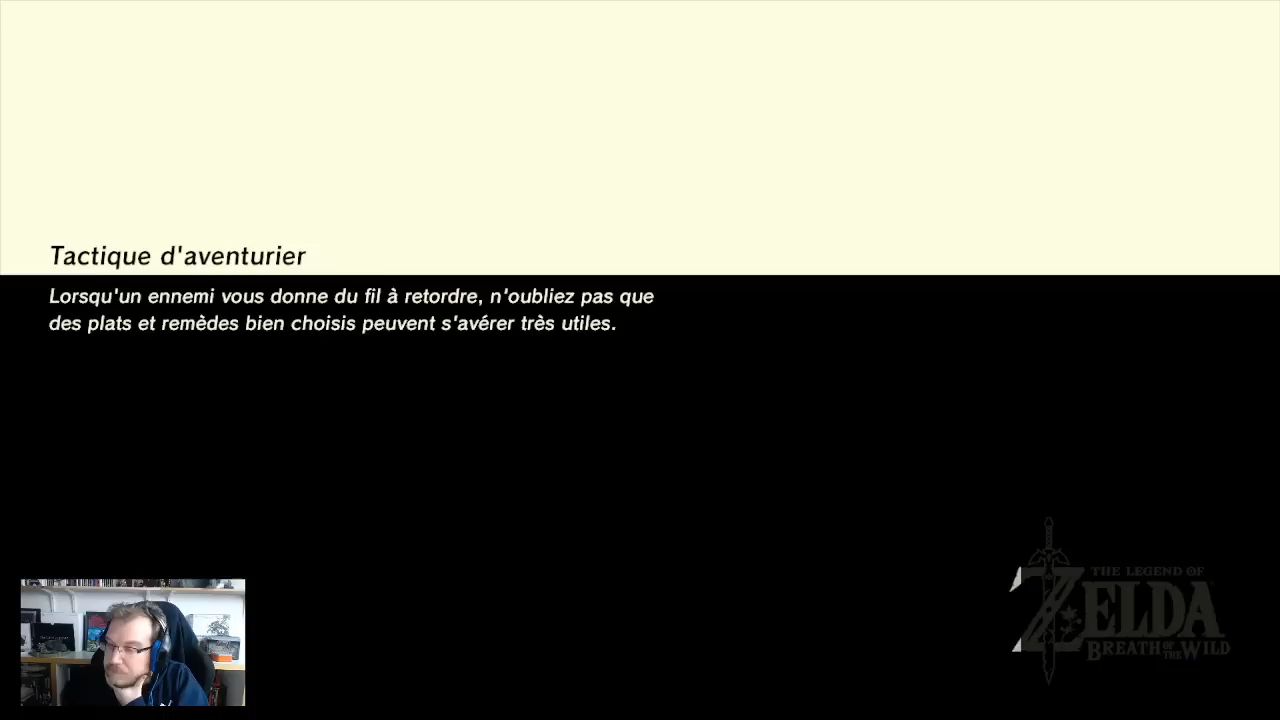 Tactique d'aventurier
Lorsqu'un ennemi vous donne du fil à retordre, n'oubliez pas que
des plats et remèdes bien choisis peuvent s'avérer très utiles.
THE LEGEND OF
ZELDA
BREATH OF THE WILD